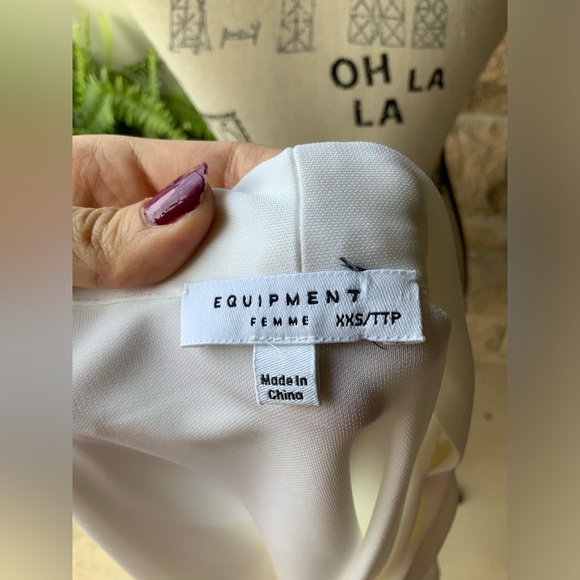 OH LA
LA
EQUIPMENT
FEMME XXS/TTP
Made In
China